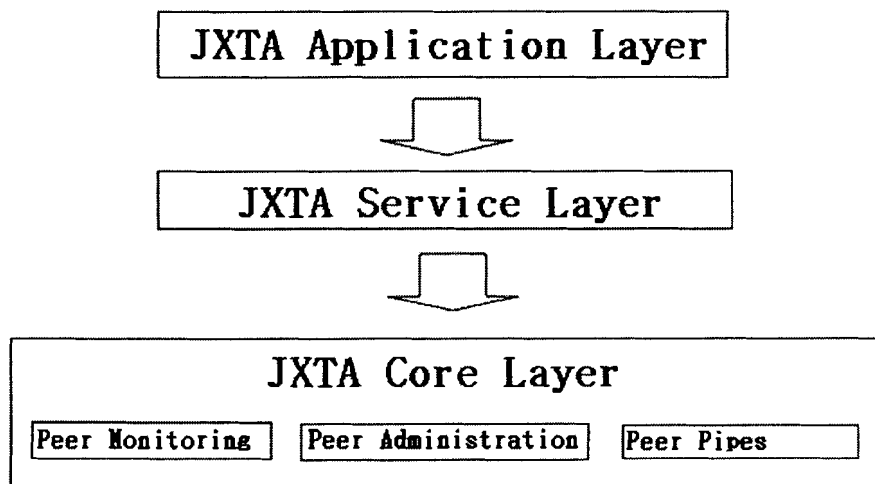 JXTA Application Layer
JXTA Service Layer
JXTA Core Layer
Peer Monitoring
Peer Administration
Peer Pipes